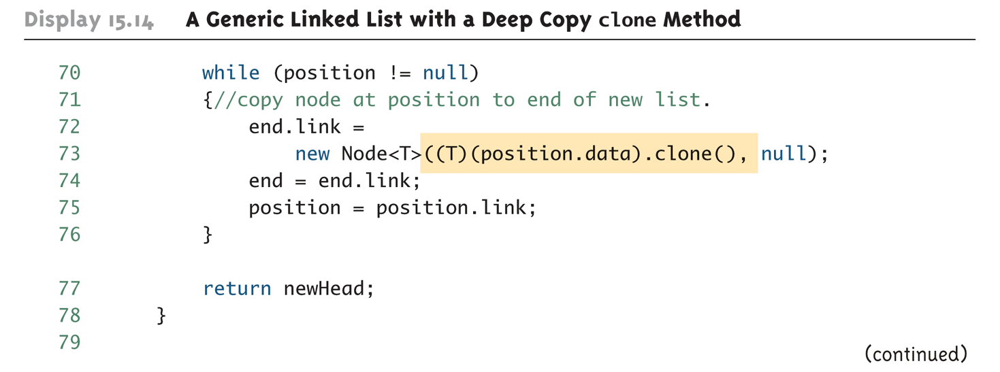 Display 15.14 A Generic Linked List with a Deep Copy clone Method
70 while (position != null)
71 {//copy node at position to end of new list.
72 end.link =
73 new Node<T>((T)(position.data).clone(), null);
74 end = end.link;
75 position = position.link;
76 }
77 return newHead;
78 }
79
(continued)